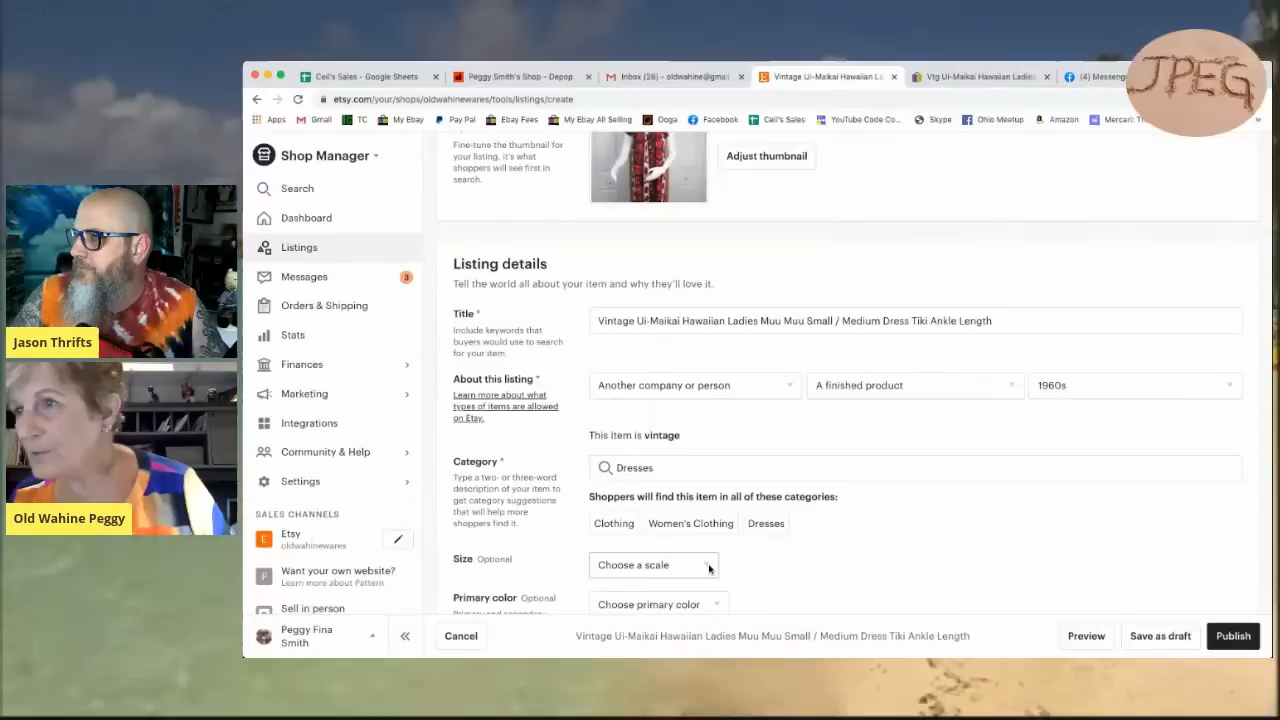 JPEG
Ceil's Sales - Google Sheets
Peggy Smith's Shop - Depop
Inbox (28) - oldwahine@gmai
Vintage Ui-Maikai Hawaiian La
Vtg Ui-Maikai Hawaiian Ladies
(4) Messeng
etsy.com/your/shops/oldwahinewares/tools/listings/create
Apps
Gmail
TC
My Ebay
Pay Pal
Ebay Fees
My Ebay All Selling
Ooga
Facebook
Ceil's Sales
YouTube Code Co...
Skype
Ohio Meetup
Amazon
Mercari: Th
Shop Manager
Search
Dashboard
Listings
Messages
3
Orders & Shipping
Stats
Finances
Marketing
Integrations
Community & Help
Settings
SALES CHANNELS
E
Etsy
oldwahinewares
P
Want your own website?
Learn more about Pattern
Sell in person
Peggy Fina
Smith
Fine-tune the thumbnail for
your listing. it's what
shoppers will see first in
search.
Adjust thumbnail
Listing details
Tell the world all about your item and why they'll love it.
Title *
Include keywords that
buyers would use to search
for your item.
Vintage Ui-Maikai Hawaiian Ladies Muu Muu Small / Medium Dress Tiki Ankle Length
About this listing *
Learn more about what
types of items are allowed
on Etsy.
Another company or person
A finished product
1960s
This item is vintage
Category *
Type a two- or three-word
description of your item to
get category suggestions
that will help more
shoppers find it.
Dresses
Shoppers will find this item in all of these categories:
Clothing
Women's Clothing
Dresses
Size Optional
Choose a scale
Primary color Optional
Choose primary color
Cancel
Vintage Ui-Maikai Hawaiian Ladies Muu Muu Small / Medium Dress Tiki Ankle Length
Preview
Save as draft
Publish
Jason Thrifts
Old Wahine Peggy